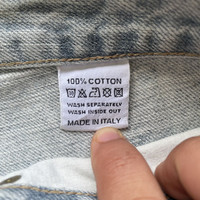 100% COTTON
WASH SEPARATELY
WASH INSIDE OUT
MADE IN ITALY